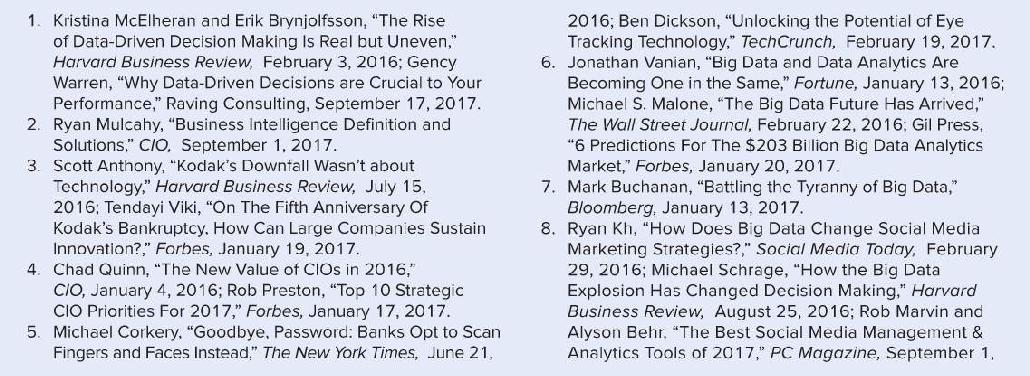 1. Kristina McElheran and Erik Brynjolfsson, “The Rise
of Data-Driven Decision Making Is Real but Uneven,”
Harvard Business Review, February 3, 2016; Gency
Warren, “Why Data-Driven Decisions are Crucial to Your
Performance,” Raving Consulting, September 17, 2017.
2. Ryan Mulcahy, “Business Intelligence Definition and
Solutions,” CIO, September 1, 2017.
3. Scott Anthony, “Kodak’s Downfall Wasn’t about
Technology,” Harvard Business Review, July 15,
2016; Tendayi Viki, “On The Fifth Anniversary Of
Kodak’s Bankruptcy, How Can Large Companies Sustain
Innovation?,” Forbes, January 19, 2017.
4. Chad Quinn, “The New Value of CIOs in 2016,”
CIO, January 4, 2016; Rob Preston, “Top 10 Strategic
CIO Priorities For 2017,” Forbes, January 17, 2017.
5. Michael Corkery, “Goodbye, Password: Banks Opt to Scan
Fingers and Faces Instead,” The New York Times, June 21,
2016; Ben Dickson, “Unlocking the Potential of Eye
Tracking Technology,” TechCrunch, February 19, 2017.
6. Jonathan Vanian, “Big Data and Data Analytics Are
Becoming One in the Same,” Fortune, January 13, 2016;
Michael S. Malone, “The Big Data Future Has Arrived,”
The Wall Street Journal, February 22, 2016; Gil Press,
“6 Predictions For The $203 Billion Big Data Analytics
Market,” Forbes, January 20, 2017.
7. Mark Buchanan, “Battling the Tyranny of Big Data,”
Bloomberg, January 13, 2017.
8. Ryan Kh, “How Does Big Data Change Social Media
Marketing Strategies?,” Social Media Today, February
29, 2016; Michael Schrage, “How the Big Data
Explosion Has Changed Decision Making,” Harvard
Business Review, August 25, 2016; Rob Marvin and
Alyson Behr, “The Best Social Media Management &
Analytics Tools of 2017,” PC Magazine, September 1,